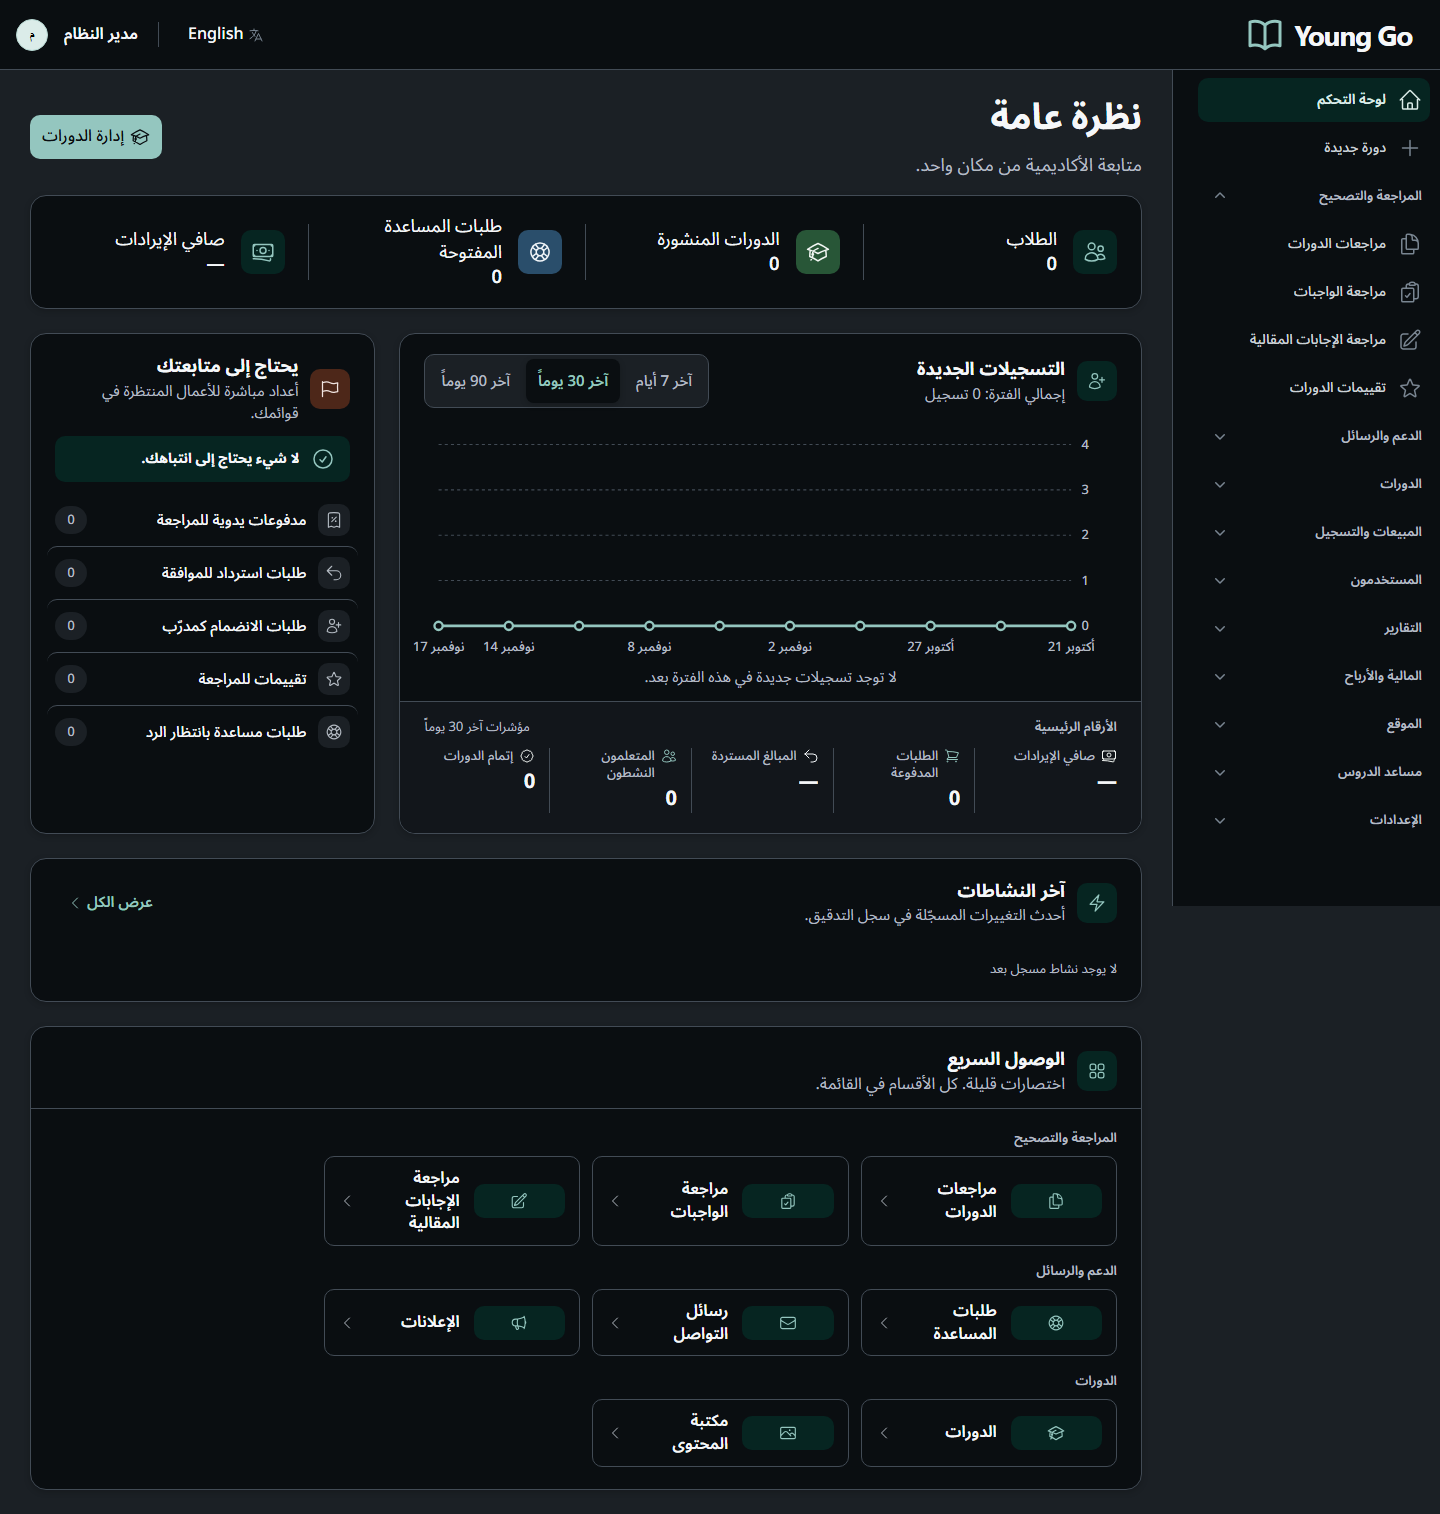 Young Go
English
مدير النظام
م
لوحة التحكم
دورة جديدة
المراجعة والتصحيح
مراجعات الدورات
مراجعة الواجبات
مراجعة الإجابات المقالية
تقييمات الدورات
الدعم والرسائل
الدورات
المبيعات والتسجيل
المستخدمون
التقارير
المالية والأرباح
الموقع
مساعد الدروس
الإعدادات
نظرة عامة
متابعة الأكاديمية من مكان واحد.
إدارة الدورات
الطلاب
0
الدورات المنشورة
0
طلبات المساعدة
المفتوحة
0
صافي الإيرادات
—
التسجيلات الجديدة
إجمالي الفترة: 0 تسجيل
آخر 7 أيام
آخر 30 يوماً
آخر 90 يوماً
4
3
2
1
0
أكتوبر 21
أكتوبر 27
نوفمبر 2
نوفمبر 8
نوفمبر 14
نوفمبر 17
لا توجد تسجيلات جديدة في هذه الفترة بعد.
الأرقام الرئيسية
مؤشرات آخر 30 يوماً
صافي الإيرادات
—
الطلبات
المدفوعة
0
المبالغ المستردة
—
المتعلمون
النشطون
0
إتمام الدورات
0
يحتاج إلى متابعتك
أعداد مباشرة للأعمال المنتظرة في
قوائمك.
لا شيء يحتاج إلى انتباهك.
مدفوعات يدوية للمراجعة
0
طلبات استرداد للموافقة
0
طلبات الانضمام كمدرّب
0
تقييمات للمراجعة
0
طلبات مساعدة بانتظار الرد
0
آخر النشاطات
أحدث التغييرات المسجّلة في سجل التدقيق.
عرض الكل
لا يوجد نشاط مسجل بعد
الوصول السريع
اختصارات قليلة. كل الأقسام في القائمة.
المراجعة والتصحيح
مراجعات
الدورات
مراجعة
الواجبات
مراجعة
الإجابات
المقالية
الدعم والرسائل
طلبات
المساعدة
رسائل
التواصل
الإعلانات
الدورات
الدورات
مكتبة
المحتوى